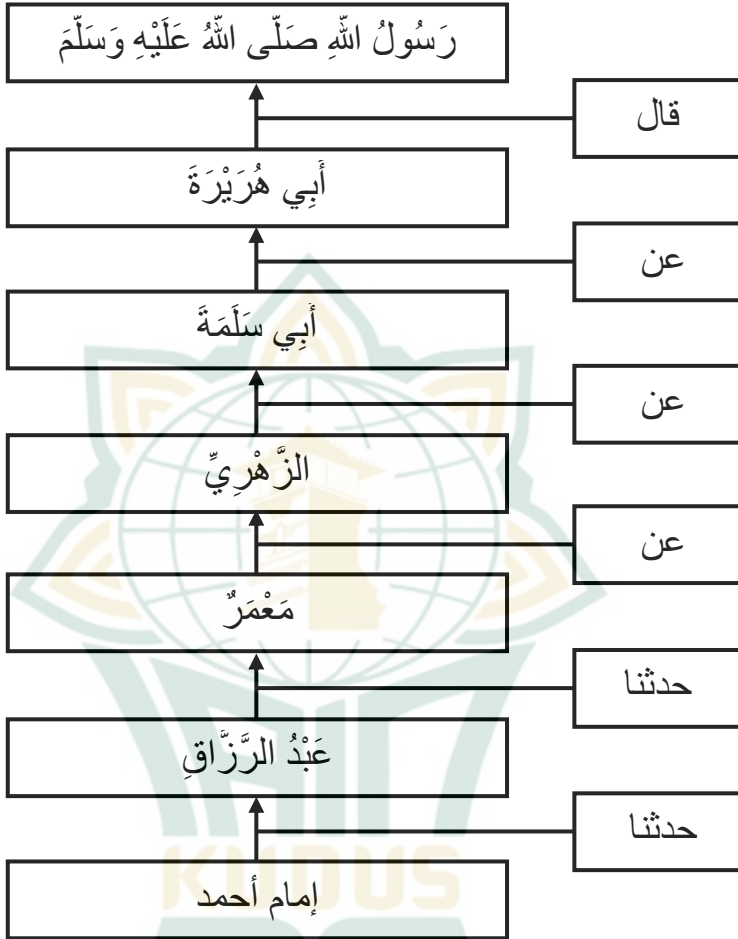 رَسُولُ اللّهِ صَلَّى اللّهُ عَلَيْهِ وَسَلَّمَ
قال
أَبِي هُرَيْرَةَ
عن
أَبِي سَلَمَةَ
عن
الزَّهْرِيِّ
عن
مَعْمَرٌ
حدثنا
عَبْدُ الرَّزَّاقِ
حدثنا
إمام أحمد
KUDUS